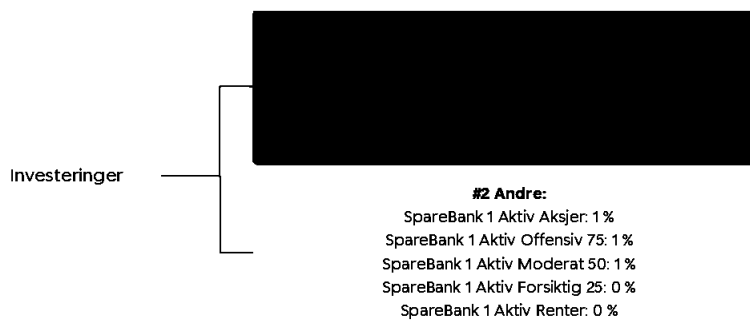 Investeringer
#2 Andre:
SpareBank 1 Aktiv Aksjer: 1 %
SpareBank 1 Aktiv Offensiv 75: 1 %
SpareBank 1 Aktiv Moderat 50: 1 %
SpareBank 1 Aktiv Forsiktig 25: 0 %
SpareBank 1 Aktiv Renter: 0 %